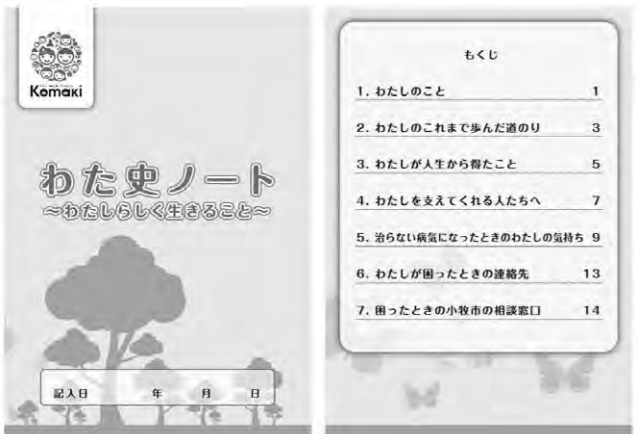 Komaki
わた史ノート
~わたしらしく生きること~
記入日 年 月 日
もくじ
1. わたしのこと 1
2. わたしのこれまで歩んだ道のり 3
3. わたしが人生から得たこと 5
4. わたしを支えてくれる人たちへ 7
5. 治らない病気になったときのわたしの気持ち 9
6. わたしが困ったときの連絡先 13
7. 困ったときの小牧市の相談窓口 14